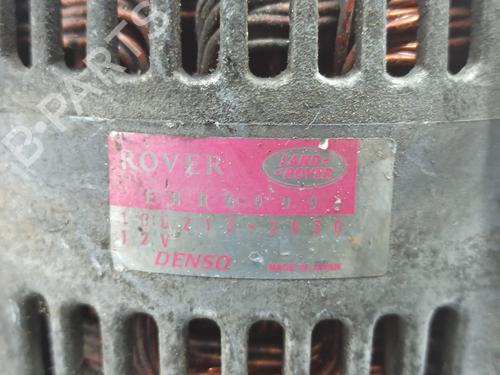 B-PARTS
ROVER
LAND-
-ROVER
12V
DENSO
MADE IN JAPAN